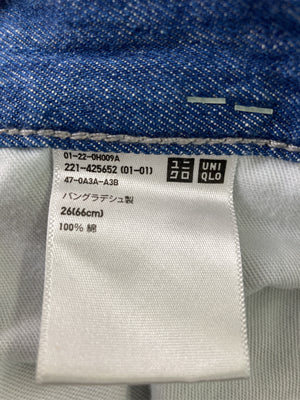 01-22-0H009A
221-425652 (01-01)
47-0A3A-A3B
バングラデシュ製
26(66cm)
100% 綿
ユニ
クロ
UNI
QLO